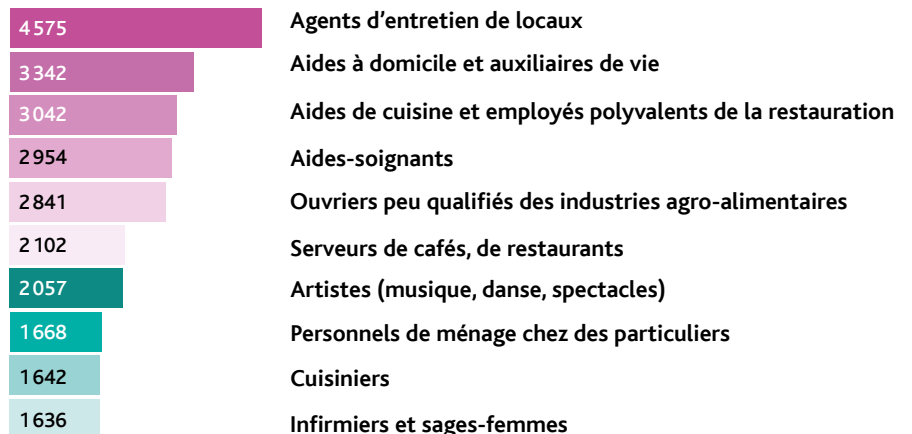 4 575 Agents d’entretien de locaux
3 342 Aides à domicile et auxiliaires de vie
3 042 Aides de cuisine et employés polyvalents de la restauration
2 954 Aides-soignants
2 841 Ouvriers peu qualifiés des industries agro-alimentaires
2 102 Serveurs de cafés, de restaurants
2 057 Artistes (musique, danse, spectacles)
1 668 Personnels de ménage chez des particuliers
1 642 Cuisiniers
1 636 Infirmiers et sages-femmes